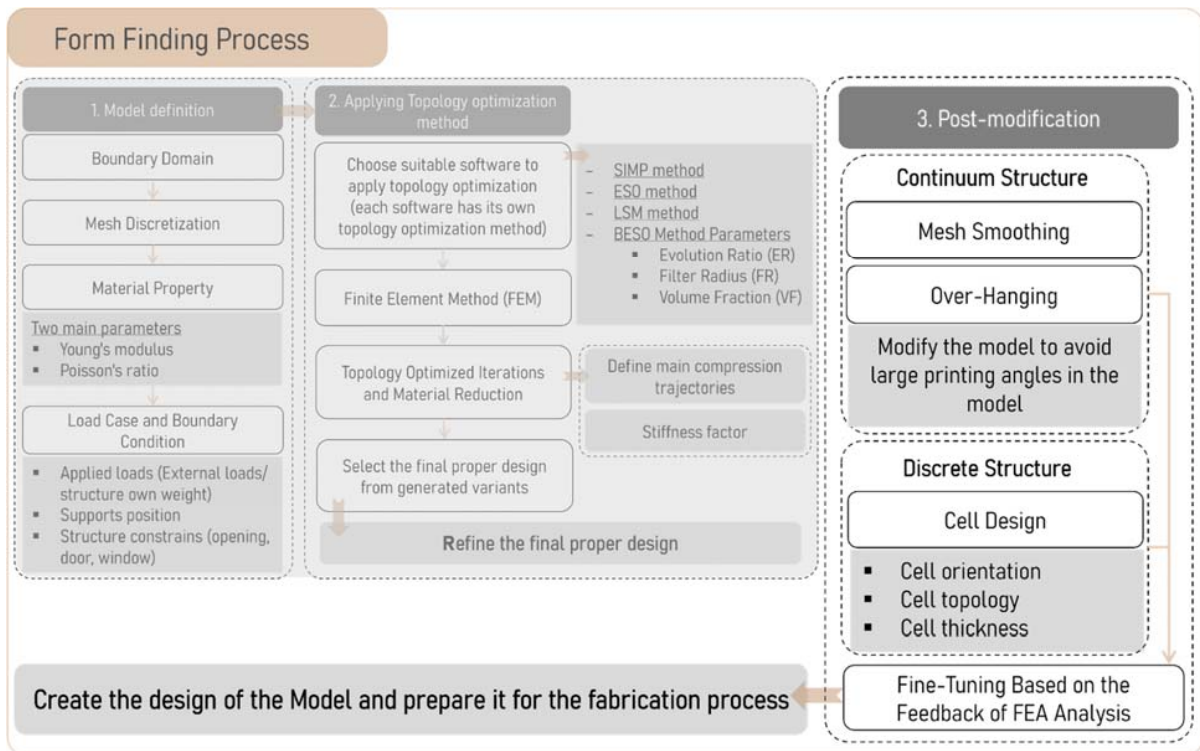 Form Finding Process
1. Model definition
Boundary Domain
Mesh Discretization
Material Property
Two main parameters
▪ Young's modulus
▪ Poisson's ratio
Load Case and Boundary
Condition
▪ Applied loads (External loads/
structure own weight)
▪ Supports position
▪ Structure constrains (opening,
door, window)
2. Applying Topology optimization
method
Choose suitable software to
apply topology optimization
(each software has its own
topology optimization method)
– SIMP method
– ESO method
– LSM method
– BESO Method Parameters
▪ Evolution Ratio (ER)
▪ Filter Radius (FR)
▪ Volume Fraction (VF)
Finite Element Method (FEM)
Topology Optimized Iterations
and Material Reduction
Define main compression
trajectories
Stiffness factor
Select the final proper design
from generated variants
Refine the final proper design
3. Post-modification
Continuum Structure
Mesh Smoothing
Over-Hanging
Modify the model to avoid
large printing angles in the
model
Discrete Structure
Cell Design
▪ Cell orientation
▪ Cell topology
▪ Cell thickness
Fine-Tuning Based on the
Feedback of FEA Analysis
Create the design of the Model and prepare it for the fabrication process